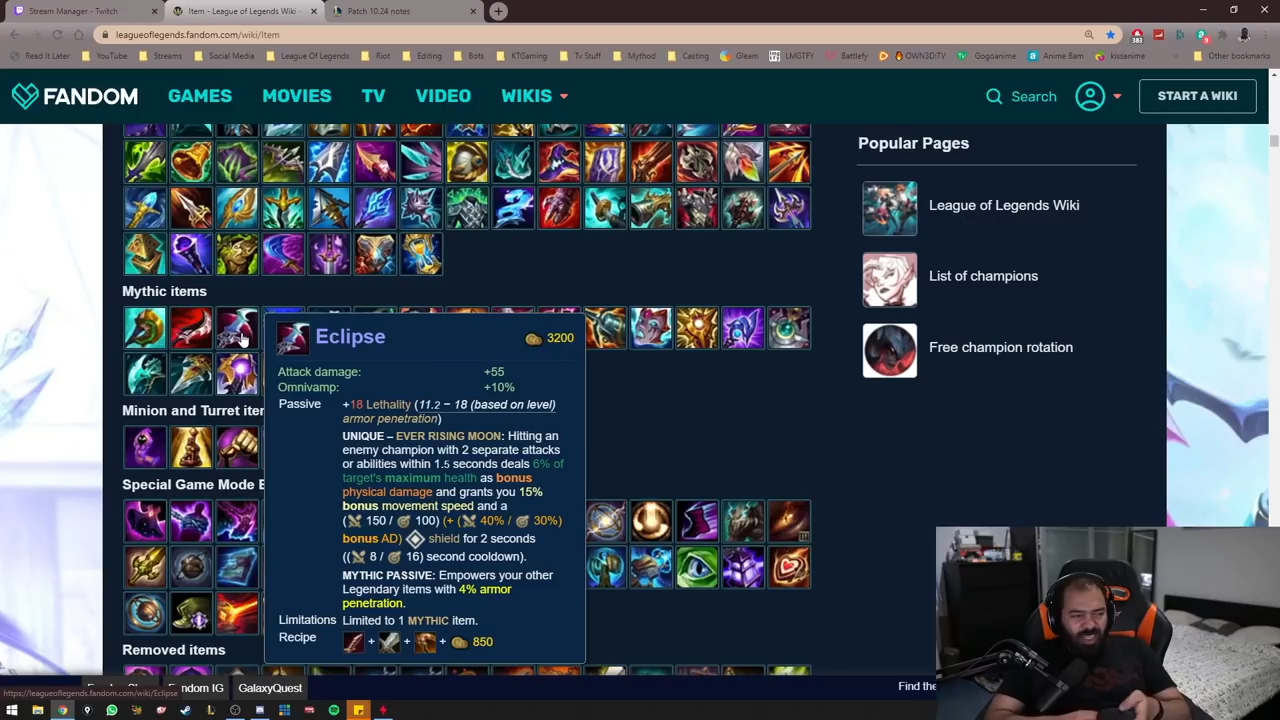 Stream Manager - Twitch
Item - League of Legends Wiki -
Patch 10.24 notes
leagueoflegends.fandom.com/wiki/Item
383
Read It Later
YouTube
Streams
Social Media
League Of Legends
Riot
Editing
Bots
KTGaming
Tv Stuff
Mythod
Casting
Gleam
LMGTFY
Battlefy
OWN3D:TV
Gogoanime
Anime Bam
kissanime
Other bookmarks
FANDOM
GAMES
MOVIES
TV
VIDEO
WIKIS
Search
START A WIKI
Popular Pages
League of Legends Wiki
List of champions
Free champion rotation
Mythic items
Eclipse
3200
Attack damage: +55
Omnivamp: +10%
Passive +18 Lethality (11.2 − 18 (based on level)
armor penetration)
UNIQUE – EVER RISING MOON: Hitting an
enemy champion with 2 separate attacks
or abilities within 1.5 seconds deals 6% of
target's maximum health as bonus
physical damage and grants you 15%
bonus movement speed and a
( 150 / 100) (+ ( 40% / 30%)
bonus AD) shield for 2 seconds
(( 8 / 16) second cooldown).
MYTHIC PASSIVE: Empowers your other
Legendary items with 4% armor
penetration.
Limitations Limited to 1 MYTHIC item.
Recipe + + + 850
Minion and Turret iter
Special Game Mode E
Removed items
https://leagueoflegends.fandom.com/wiki/Eclipse
Fandom IG
GalaxyQuest
Find the